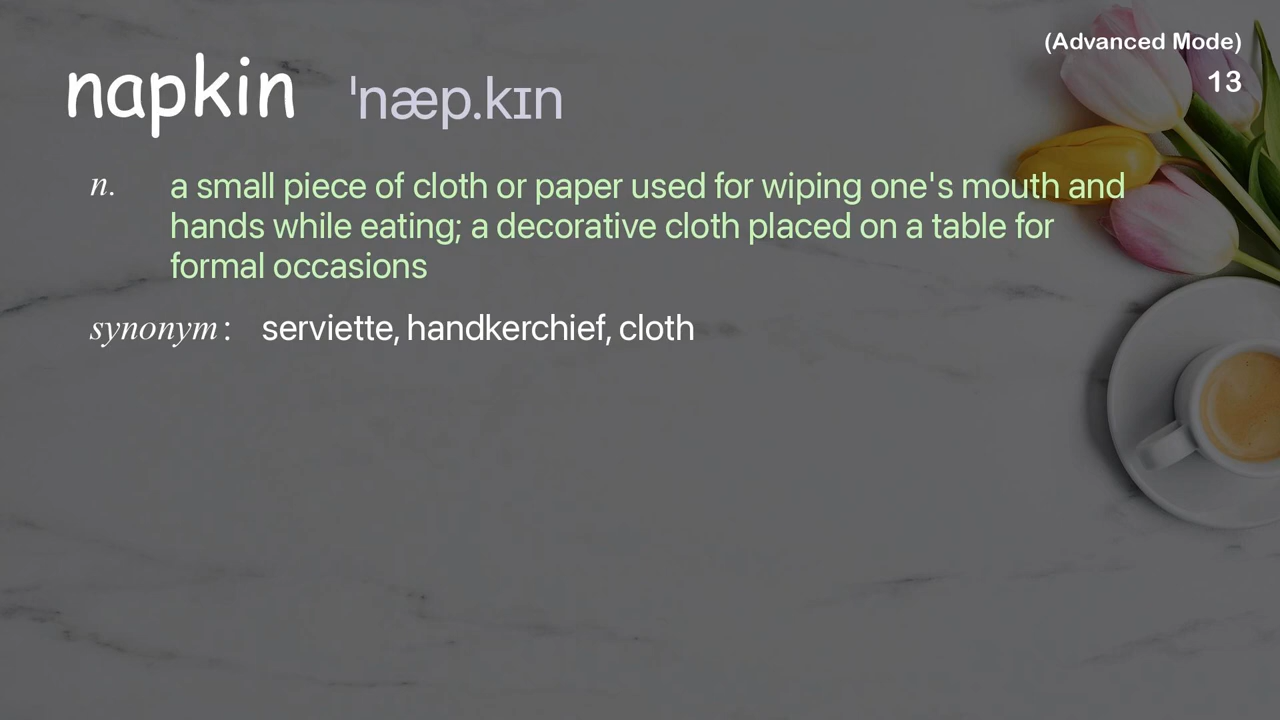 (Advanced Mode)
13
napkin ˈnæp.kɪn
n. a small piece of cloth or paper used for wiping one's mouth and
hands while eating; a decorative cloth placed on a table for
formal occasions
synonym: serviette, handkerchief, cloth